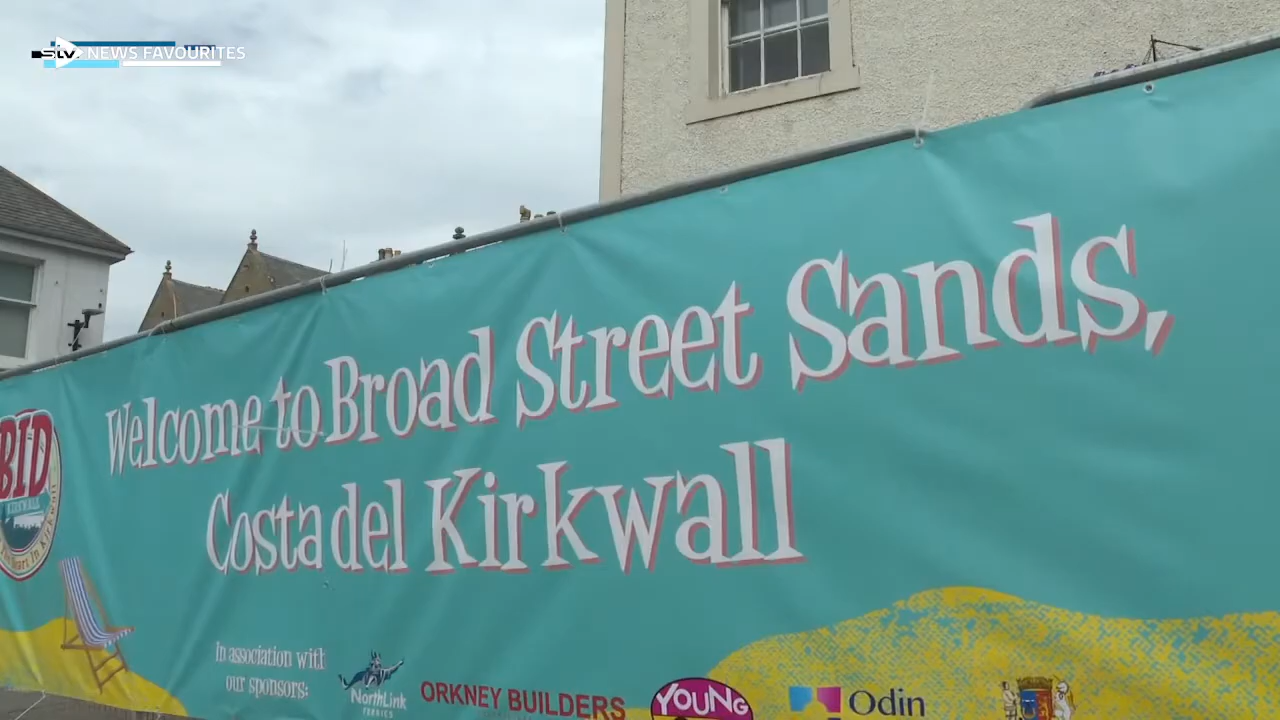 stv NEWS FAVOURITES
Welcome to Broad Street Sands,
Costa del Kirkwall
BID
KIRKWALL
In association with
our sponsors:
NORTHLINK
FERRIES
ORKNEY BUILDERS
YOUNG
Odin